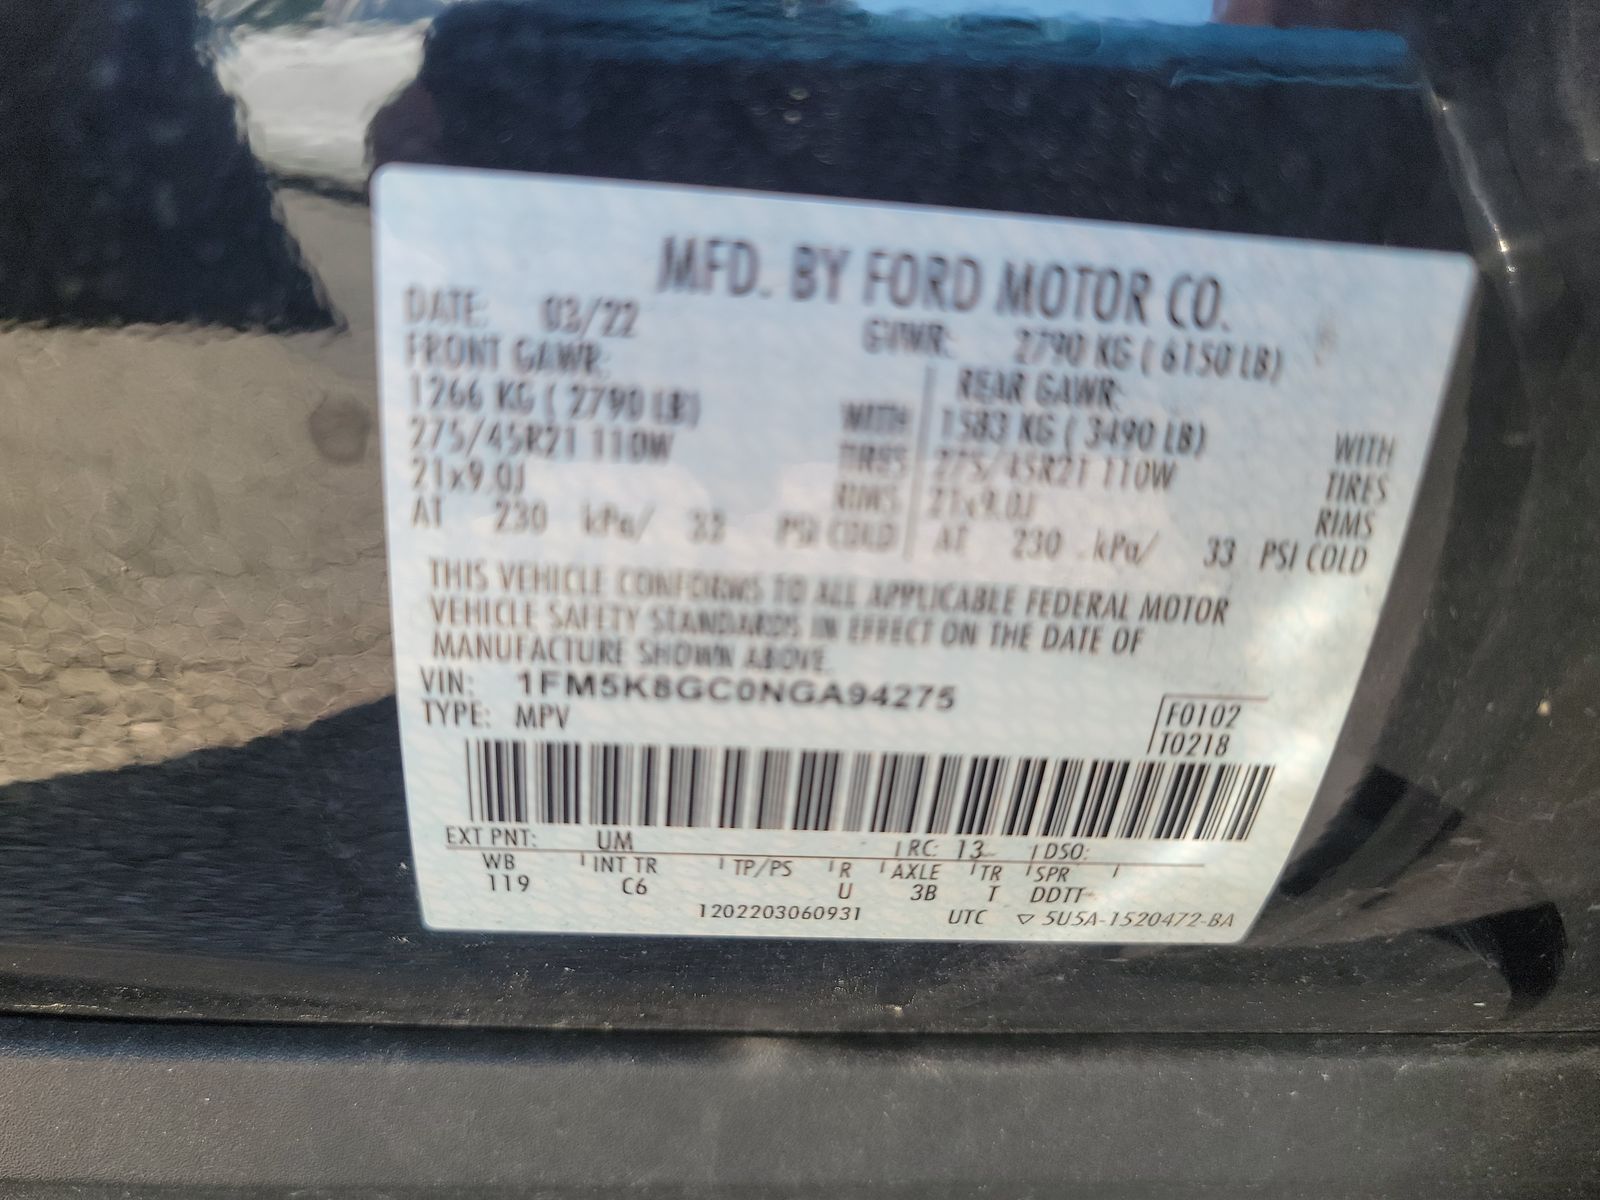 MFD. BY FORD MOTOR CO.
DATE: 03/22 GVWR: 2790 KG ( 6150 LB)
FRONT GAWR: REAR GAWR:
1266 KG ( 2790 LB) WITH 1583 KG ( 3490 LB) WITH
275/45R21 110W TIRES 275/45R21 110W TIRES
21x9.0J RIMS 21x9.0J RIMS
AT 230 kPa/ 33 PSI COLD AT 230 kPa/ 33 PSI COLD
THIS VEHICLE CONFORMS TO ALL APPLICABLE FEDERAL MOTOR
VEHICLE SAFETY STANDARDS IN EFFECT ON THE DATE OF
MANUFACTURE SHOWN ABOVE.
VIN: 1FM5K8GC0NGA94275
TYPE: MPV
F0102
T0218
EXT PNT: UM RC: 13 DSO:
WB INT TR TP/PS R AXLE TR SPR
119 C6 U 3B T DDTT
1202203060931 UTC ▽ 5U5A-1520472-BA